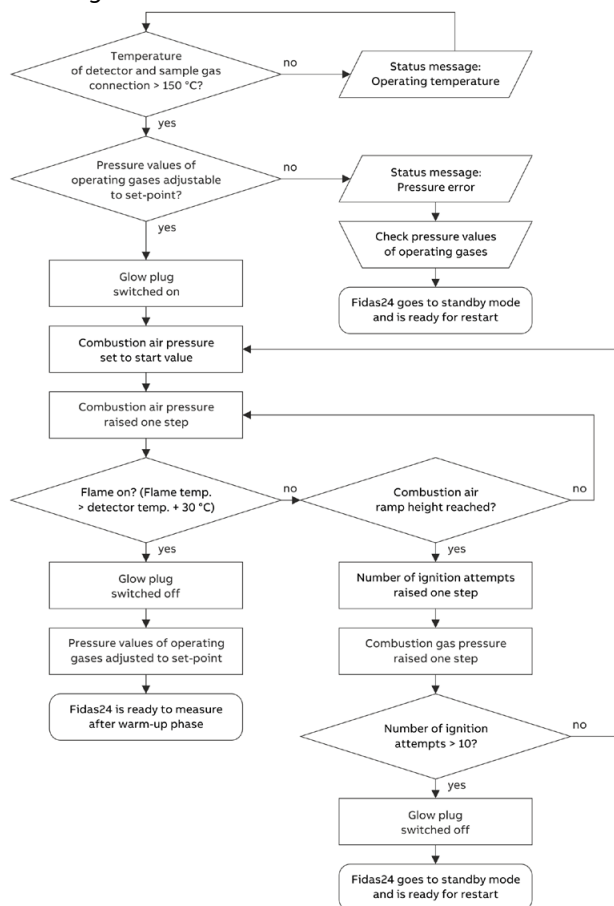 Temperature
of detector and sample gas
connection > 150 °C?
no
Status message:
Operating temperature
yes
Pressure values of
operating gases adjustable
to set-point?
no
Status message:
Pressure error
yes
Check pressure values
of operating gases
Glow plug
switched on
Fidas24 goes to standby mode
and is ready for restart
Combustion air pressure
set to start value
Combustion air pressure
raised one step
Flame on? (Flame temp.
> detector temp. + 30 °C)
no
Combustion air
ramp height reached?
no
yes
yes
Glow plug
switched off
Number of ignition attempts
raised one step
Pressure values of operating
gases adjusted to set-point
Combustion gas pressure
raised one step
Fidas24 is ready to measure
after warm-up phase
Number of ignition
attempts > 10?
no
yes
Glow plug
switched off
Fidas24 goes to standby mode
and is ready for restart